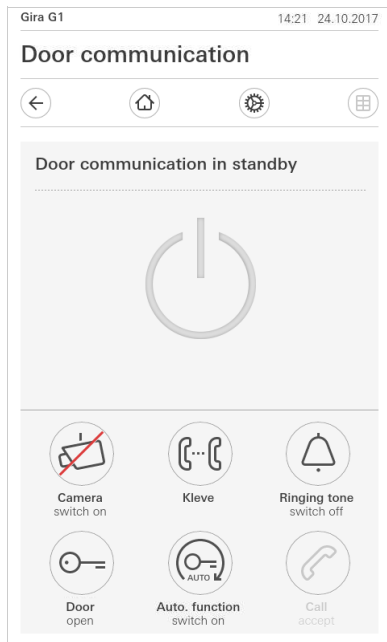 Gira G1 14:21 24.10.2017
Door communication
Door communication in standby
Camera
switch on
Kleve
Ringing tone
switch off
Door
open
AUTO
Auto. function
switch on
Call
accept